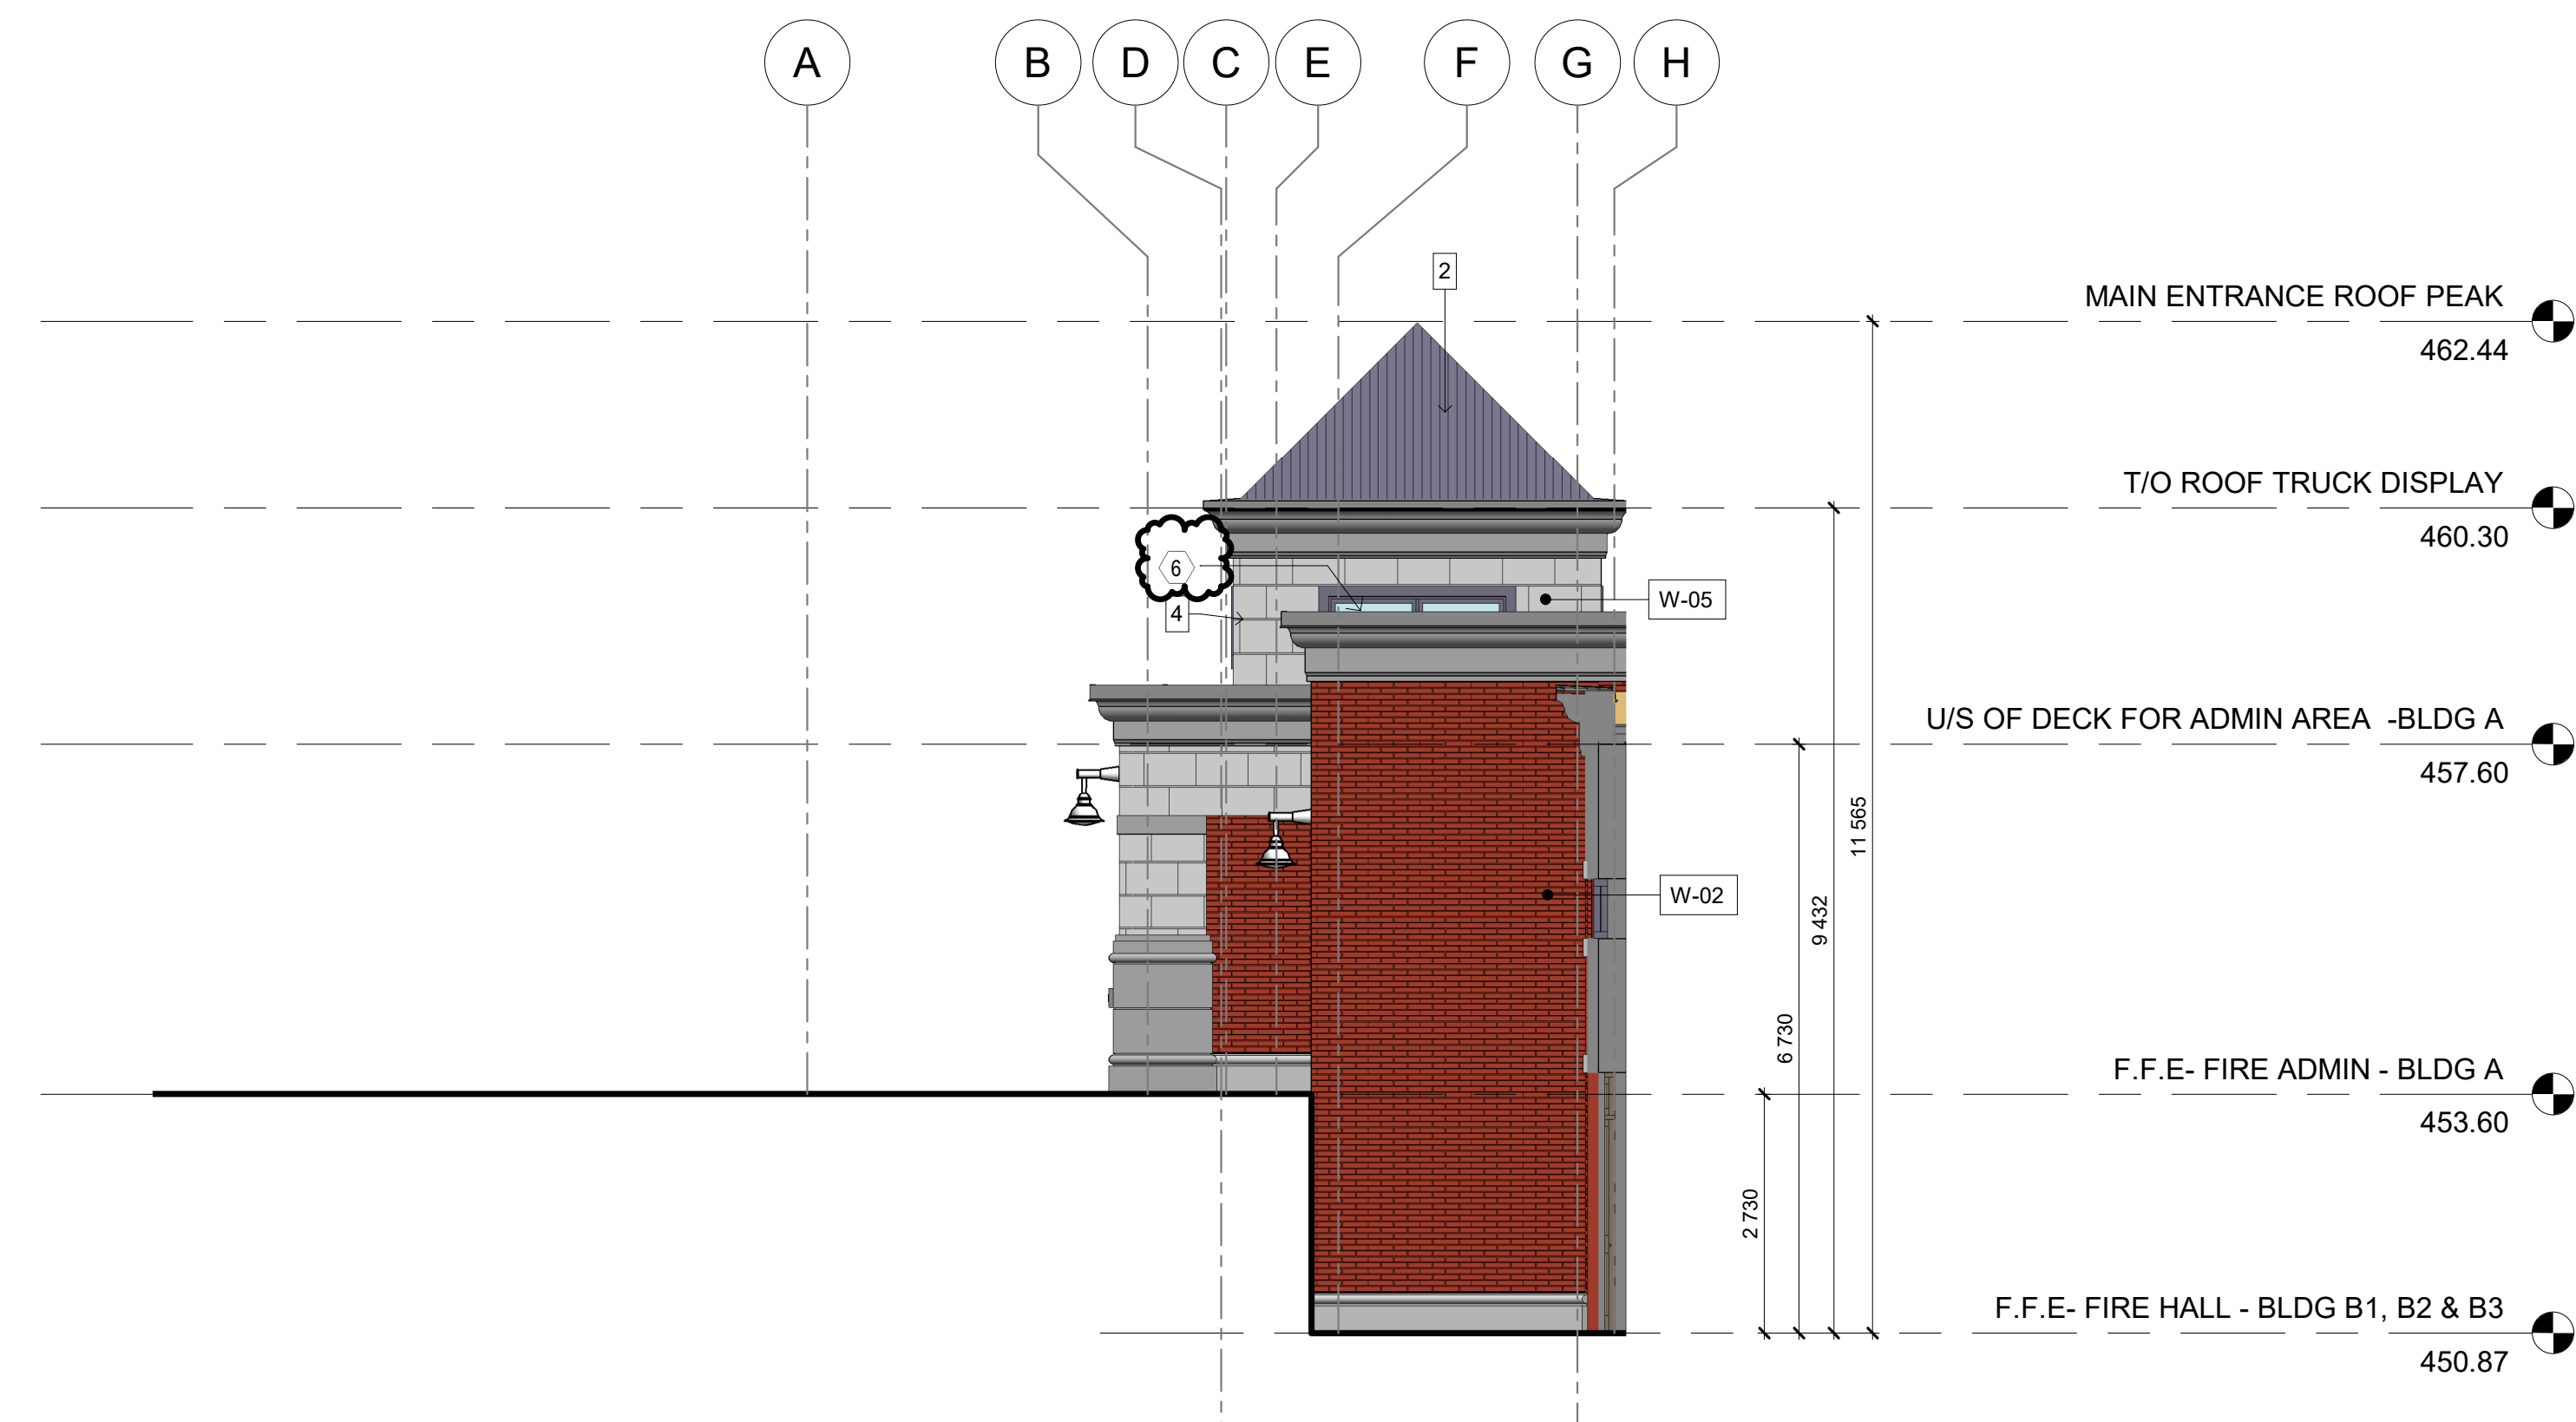 A B D C E F G H
2
MAIN ENTRANCE ROOF PEAK
462.44
T/O ROOF TRUCK DISPLAY
460.30
6
4
W-05
U/S OF DECK FOR ADMIN AREA -BLDG A
457.60
11 565
W-02
9 432
6 730
F.F.E- FIRE ADMIN - BLDG A
453.60
2 730
F.F.E- FIRE HALL - BLDG B1, B2 & B3
450.87